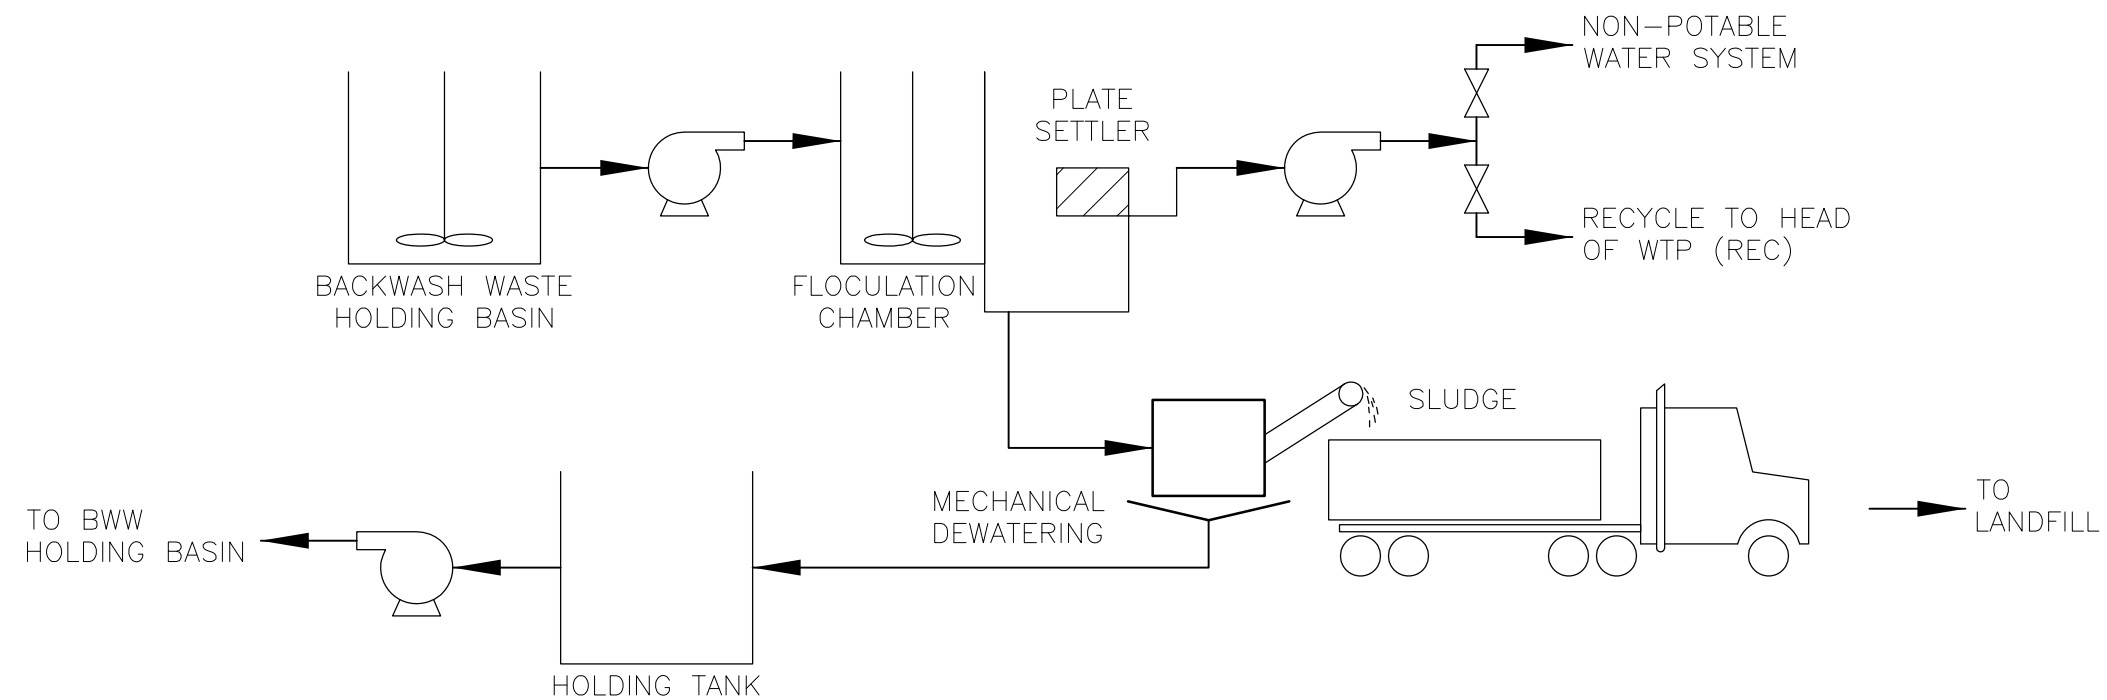 NON-POTABLE
WATER SYSTEM
PLATE
SETTLER
RECYCLE TO HEAD
OF WTP (REC)
BACKWASH WASTE
HOLDING BASIN
FLOCULATION
CHAMBER
SLUDGE
MECHANICAL
DEWATERING
TO
LANDFILL
TO BWW
HOLDING BASIN
HOLDING TANK